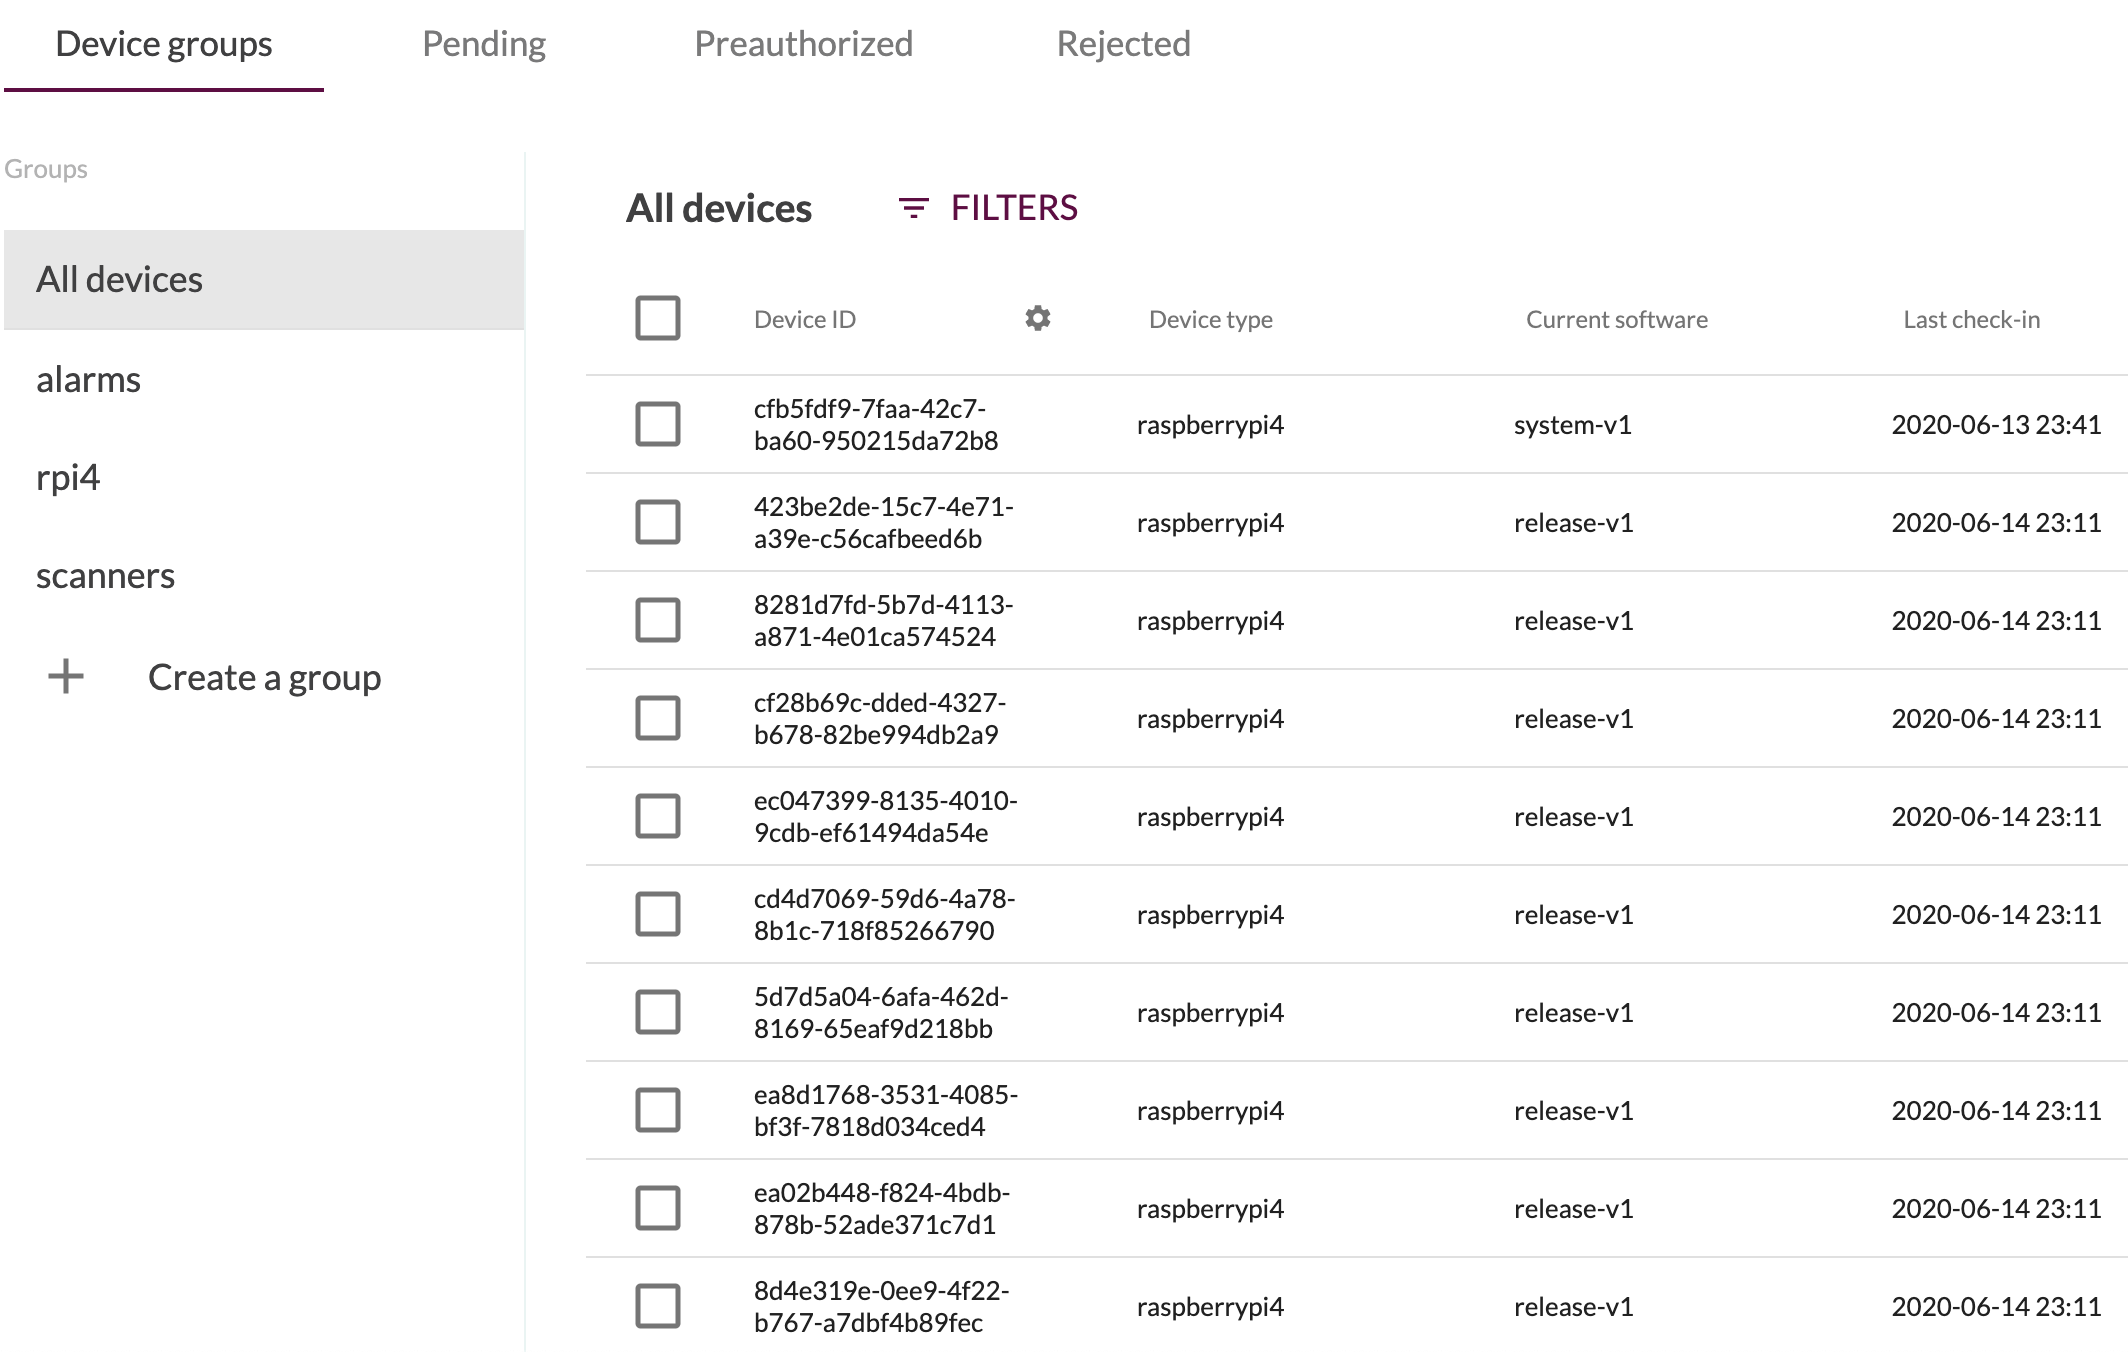 Device groups Pending Preauthorized Rejected
Groups
All devices
alarms
rpi4
scanners
Create a group
All devices FILTERS
Device ID Device type Current software Last check-in
cfb5fdf9-7faa-42c7-
ba60-950215da72b8 raspberrypi4 system-v1 2020-06-13 23:41
423be2de-15c7-4e71-
a39e-c56cafbeed6b raspberrypi4 release-v1 2020-06-14 23:11
8281d7fd-5b7d-4113-
a871-4e01ca574524 raspberrypi4 release-v1 2020-06-14 23:11
cf28b69c-dded-4327-
b678-82be994db2a9 raspberrypi4 release-v1 2020-06-14 23:11
ec047399-8135-4010-
9cdb-ef61494da54e raspberrypi4 release-v1 2020-06-14 23:11
cd4d7069-59d6-4a78-
8b1c-718f85266790 raspberrypi4 release-v1 2020-06-14 23:11
5d7d5a04-6afa-462d-
8169-65eaf9d218bb raspberrypi4 release-v1 2020-06-14 23:11
ea8d1768-3531-4085-
bf3f-7818d034ced4 raspberrypi4 release-v1 2020-06-14 23:11
ea02b448-f824-4bdb-
878b-52ade371c7d1 raspberrypi4 release-v1 2020-06-14 23:11
8d4e319e-0ee9-4f22-
b767-a7dbf4b89fec raspberrypi4 release-v1 2020-06-14 23:11